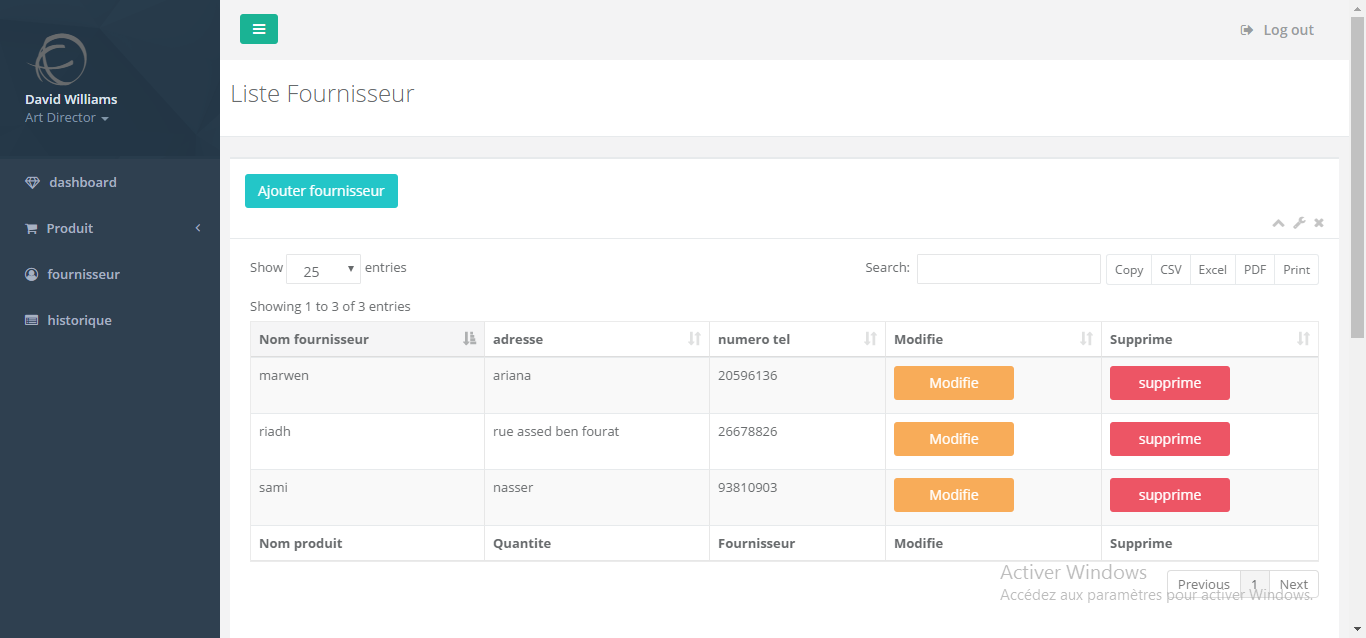 Log out
David Williams
Art Director
dashboard
Produit
fournisseur
historique
Liste Fournisseur
Ajouter fournisseur
Show 25 entries
Search:
Copy CSV Excel PDF Print
Showing 1 to 3 of 3 entries
Nom fournisseur adresse numero tel Modifie Supprime
marwen ariana 20596136 Modifie supprime
riadh rue assed ben fourat 26678826 Modifie supprime
sami nasser 93810903 Modifie supprime
Nom produit Quantite Fournisseur Modifie Supprime
Previous 1 Next
Activer Windows
Accédez aux paramètres pour activer Windows.